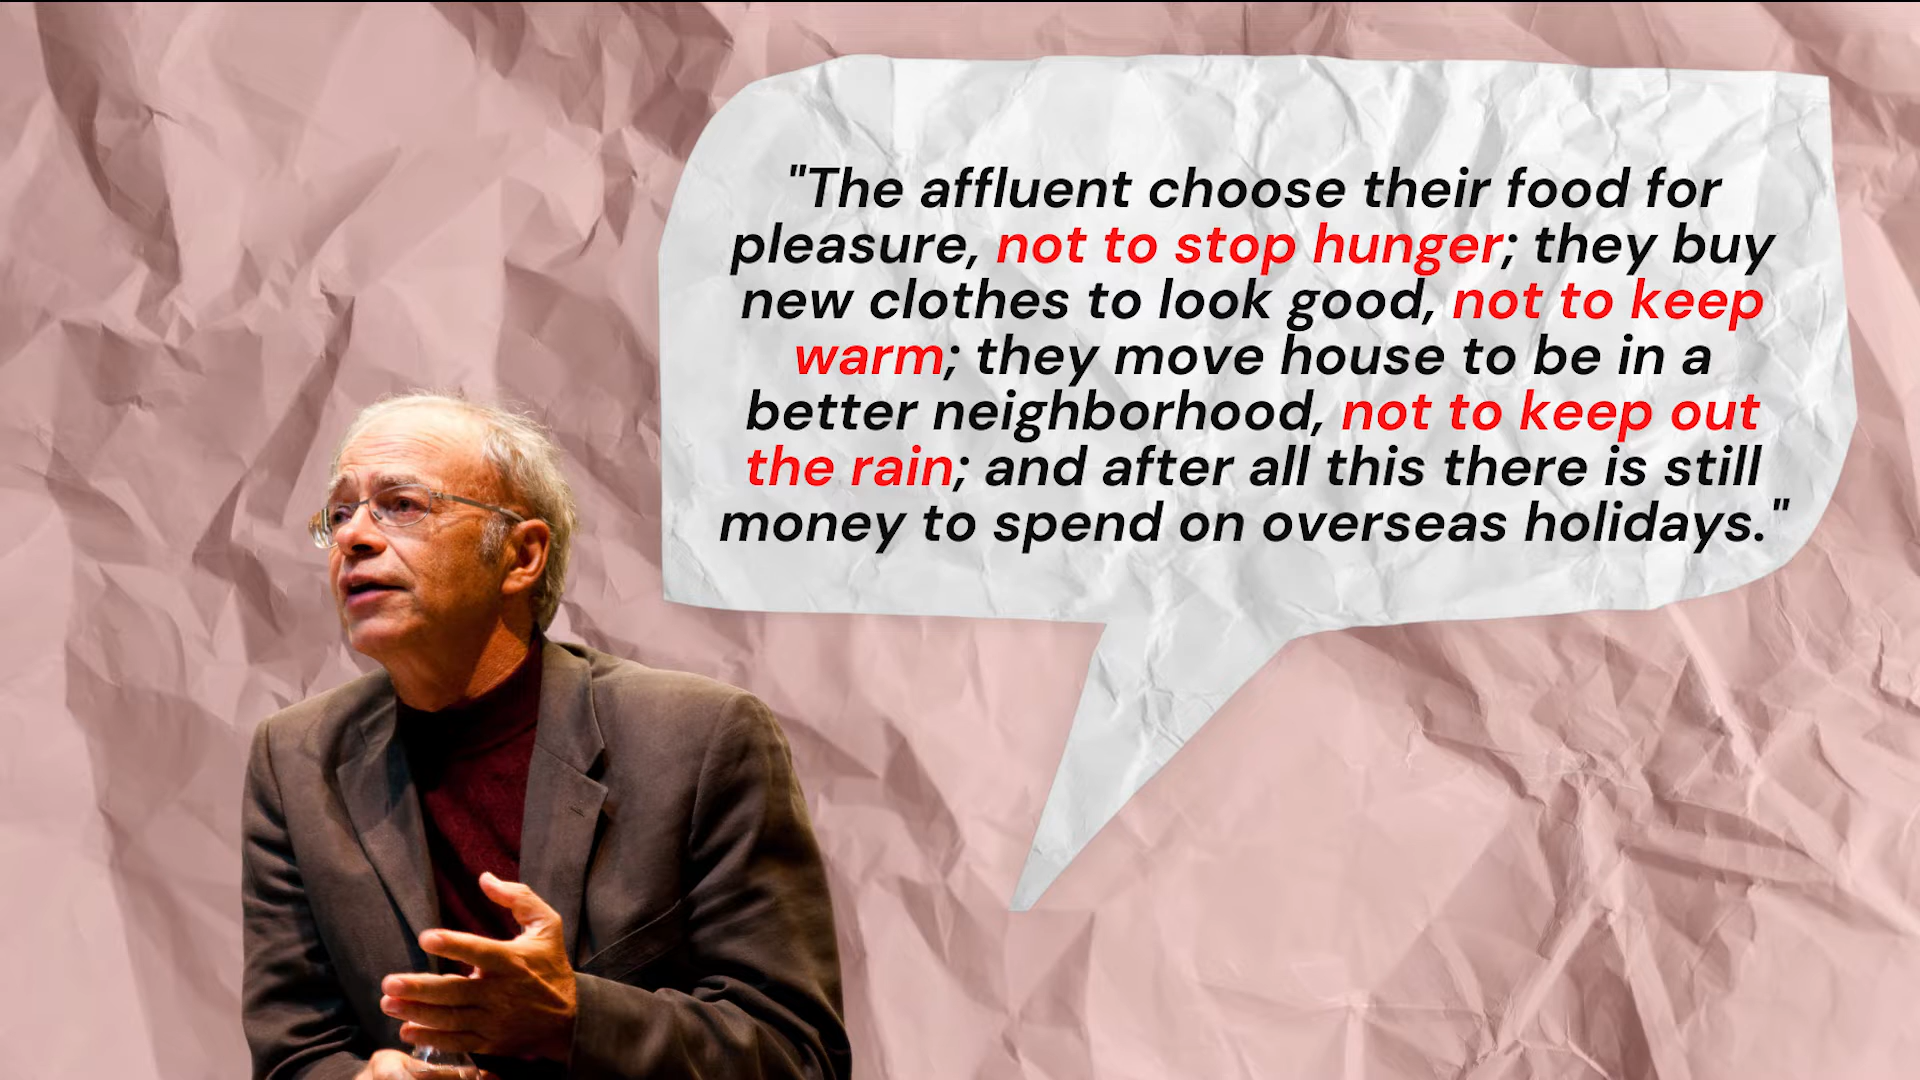 "The affluent choose their food for
pleasure, not to stop hunger; they buy
new clothes to look good, not to keep
warm; they move house to be in a
better neighborhood, not to keep out
the rain; and after all this there is still
money to spend on overseas holidays."